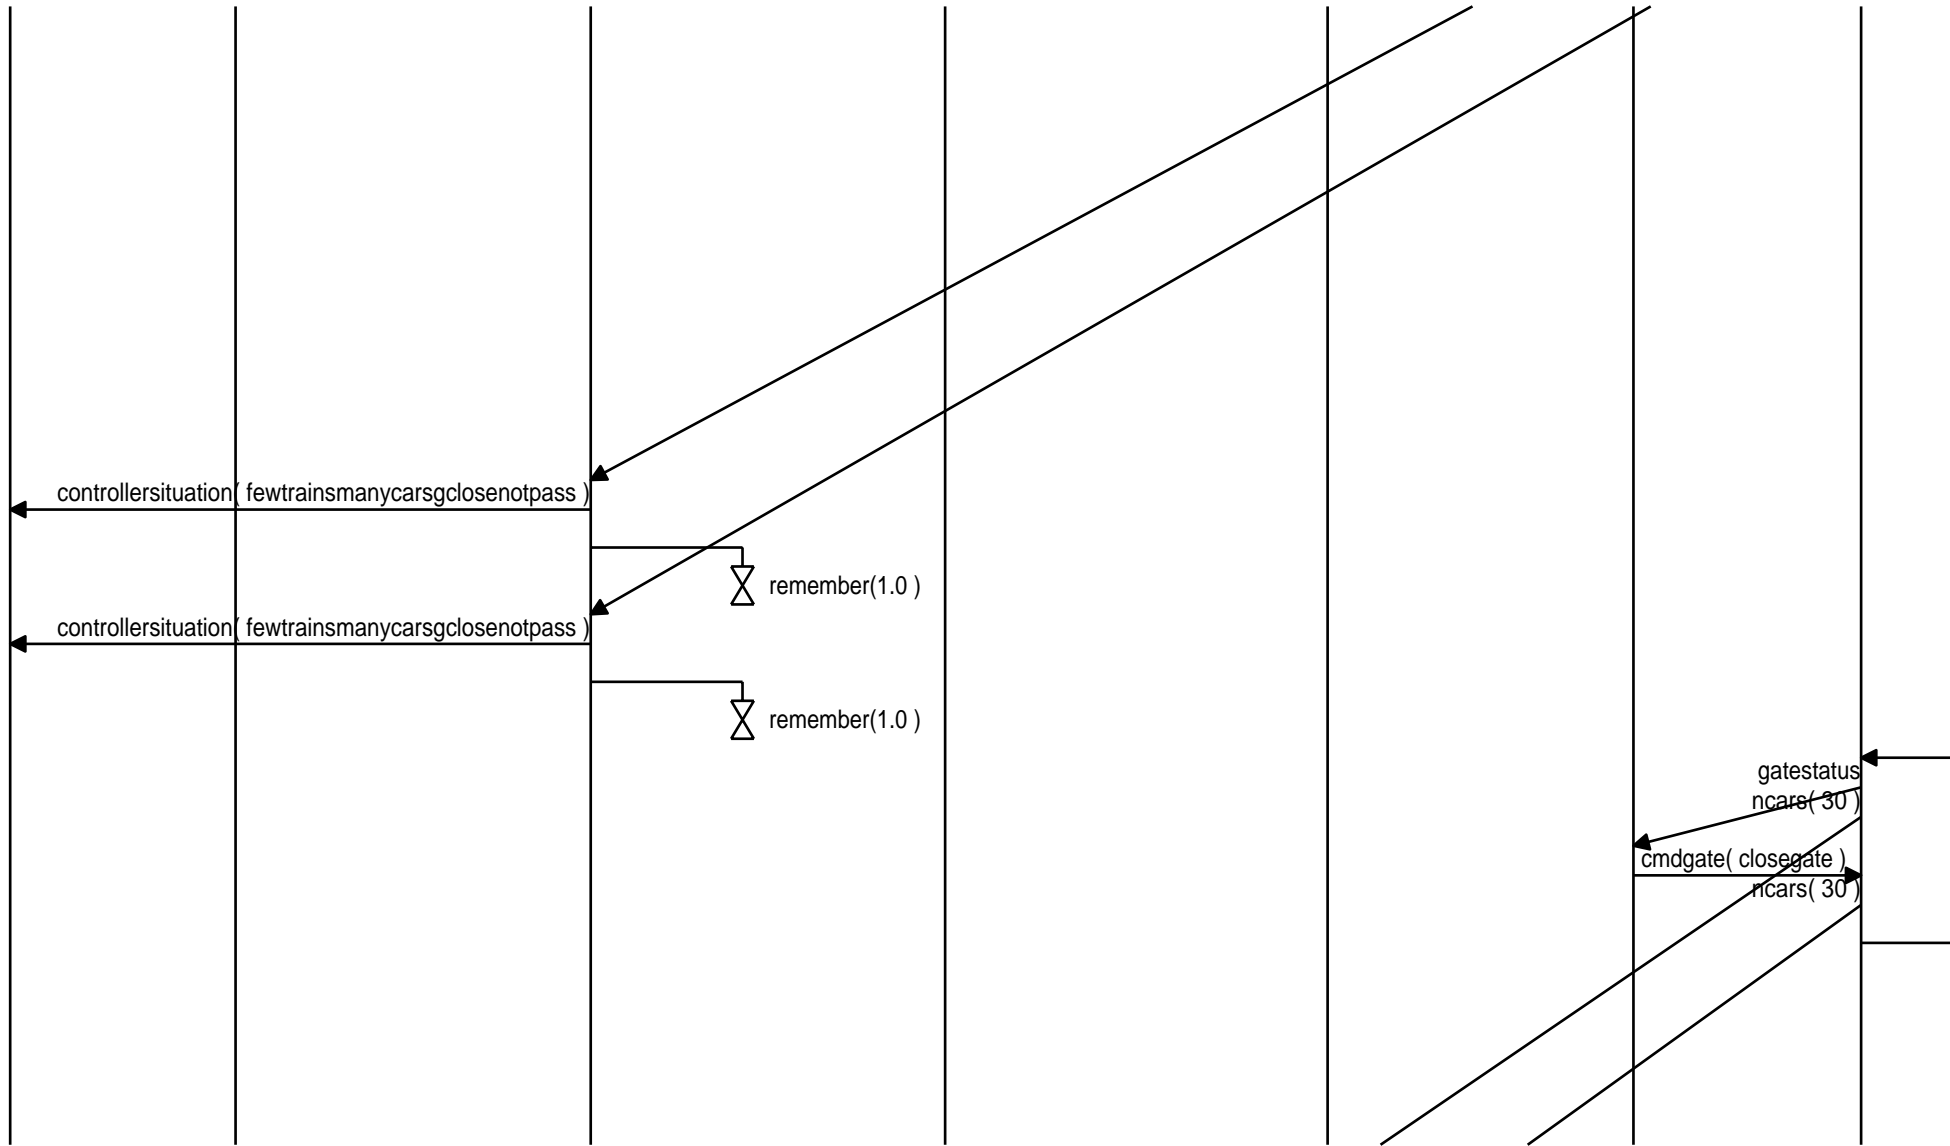 controllersituation( fewtrainsmanycarsgclosenotpass )
remember(1.0 )
controllersituation( fewtrainsmanycarsgclosenotpass )
remember(1.0 )
gatestatus
ncars( 30 )
cmdgate( closegate )
ncars( 30 )